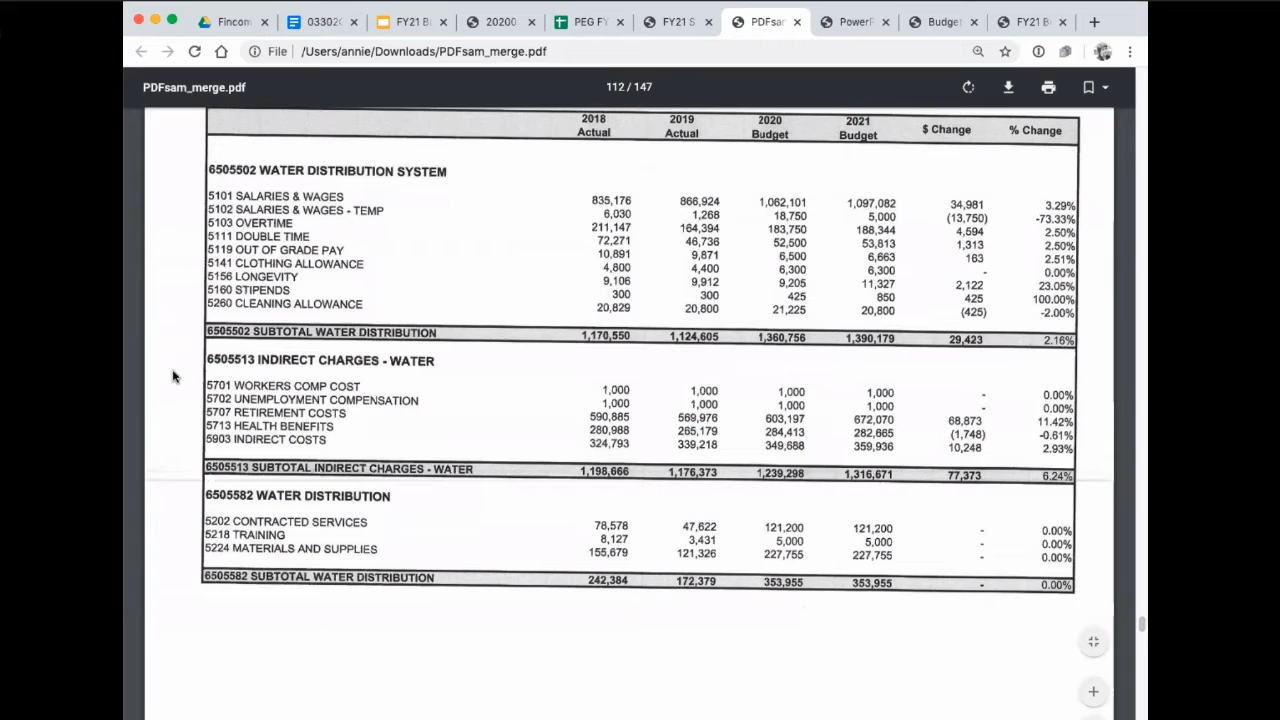 Fincom
03302
FY21 B
20200
PEG FY
FY21 S
PDFsar
PowerF
Budge
FY21 B
File | /Users/annie/Downloads/PDFsam_merge.pdf
PDFsam_merge.pdf 112 / 147
2018 Actual 2019 Actual 2020 Budget 2021 Budget $ Change % Change
6505502 WATER DISTRIBUTION SYSTEM
5101 SALARIES & WAGES 835,176 866,924 1,062,101 1,097,082 34,981 3.29%
5102 SALARIES & WAGES - TEMP 6,030 1,268 18,750 5,000 (13,750) -73.33%
5103 OVERTIME 211,147 164,394 183,750 188,344 4,594 2.50%
5111 DOUBLE TIME 72,271 46,736 52,500 53,813 1,313 2.50%
5119 OUT OF GRADE PAY 10,891 9,871 6,500 6,663 163 2.51%
5141 CLOTHING ALLOWANCE 4,800 4,400 6,300 6,300 - 0.00%
5156 LONGEVITY 9,106 9,912 9,205 11,327 2,122 23.05%
5160 STIPENDS 300 300 425 850 425 100.00%
5260 CLEANING ALLOWANCE 20,829 20,800 21,225 20,800 (425) -2.00%
6505502 SUBTOTAL WATER DISTRIBUTION 1,170,550 1,124,605 1,360,756 1,390,179 29,423 2.16%
6505513 INDIRECT CHARGES - WATER
5701 WORKERS COMP COST 1,000 1,000 1,000 1,000 - 0.00%
5702 UNEMPLOYMENT COMPENSATION 1,000 1,000 1,000 1,000 - 0.00%
5707 RETIREMENT COSTS 590,885 569,976 603,197 672,070 68,873 11.42%
5713 HEALTH BENEFITS 280,988 265,179 284,413 282,665 (1,748) -0.61%
5903 INDIRECT COSTS 324,793 339,218 349,688 359,936 10,248 2.93%
6505513 SUBTOTAL INDIRECT CHARGES - WATER 1,198,666 1,176,373 1,239,298 1,316,671 77,373 6.24%
6505582 WATER DISTRIBUTION
5202 CONTRACTED SERVICES 78,578 47,622 121,200 121,200 - 0.00%
5218 TRAINING 8,127 3,431 5,000 5,000 - 0.00%
5224 MATERIALS AND SUPPLIES 155,679 121,326 227,755 227,755 - 0.00%
6505582 SUBTOTAL WATER DISTRIBUTION 242,384 172,379 353,955 353,955 - 0.00%